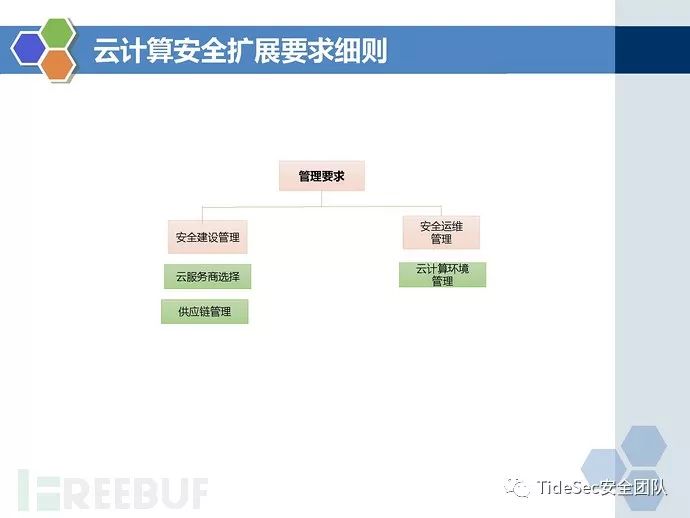 云计算安全扩展要求细则
管理要求
安全建设管理
安全运维
管理
云服务商选择
云计算环境
管理
供应链管理
FREEBUF
TideSec安全团队